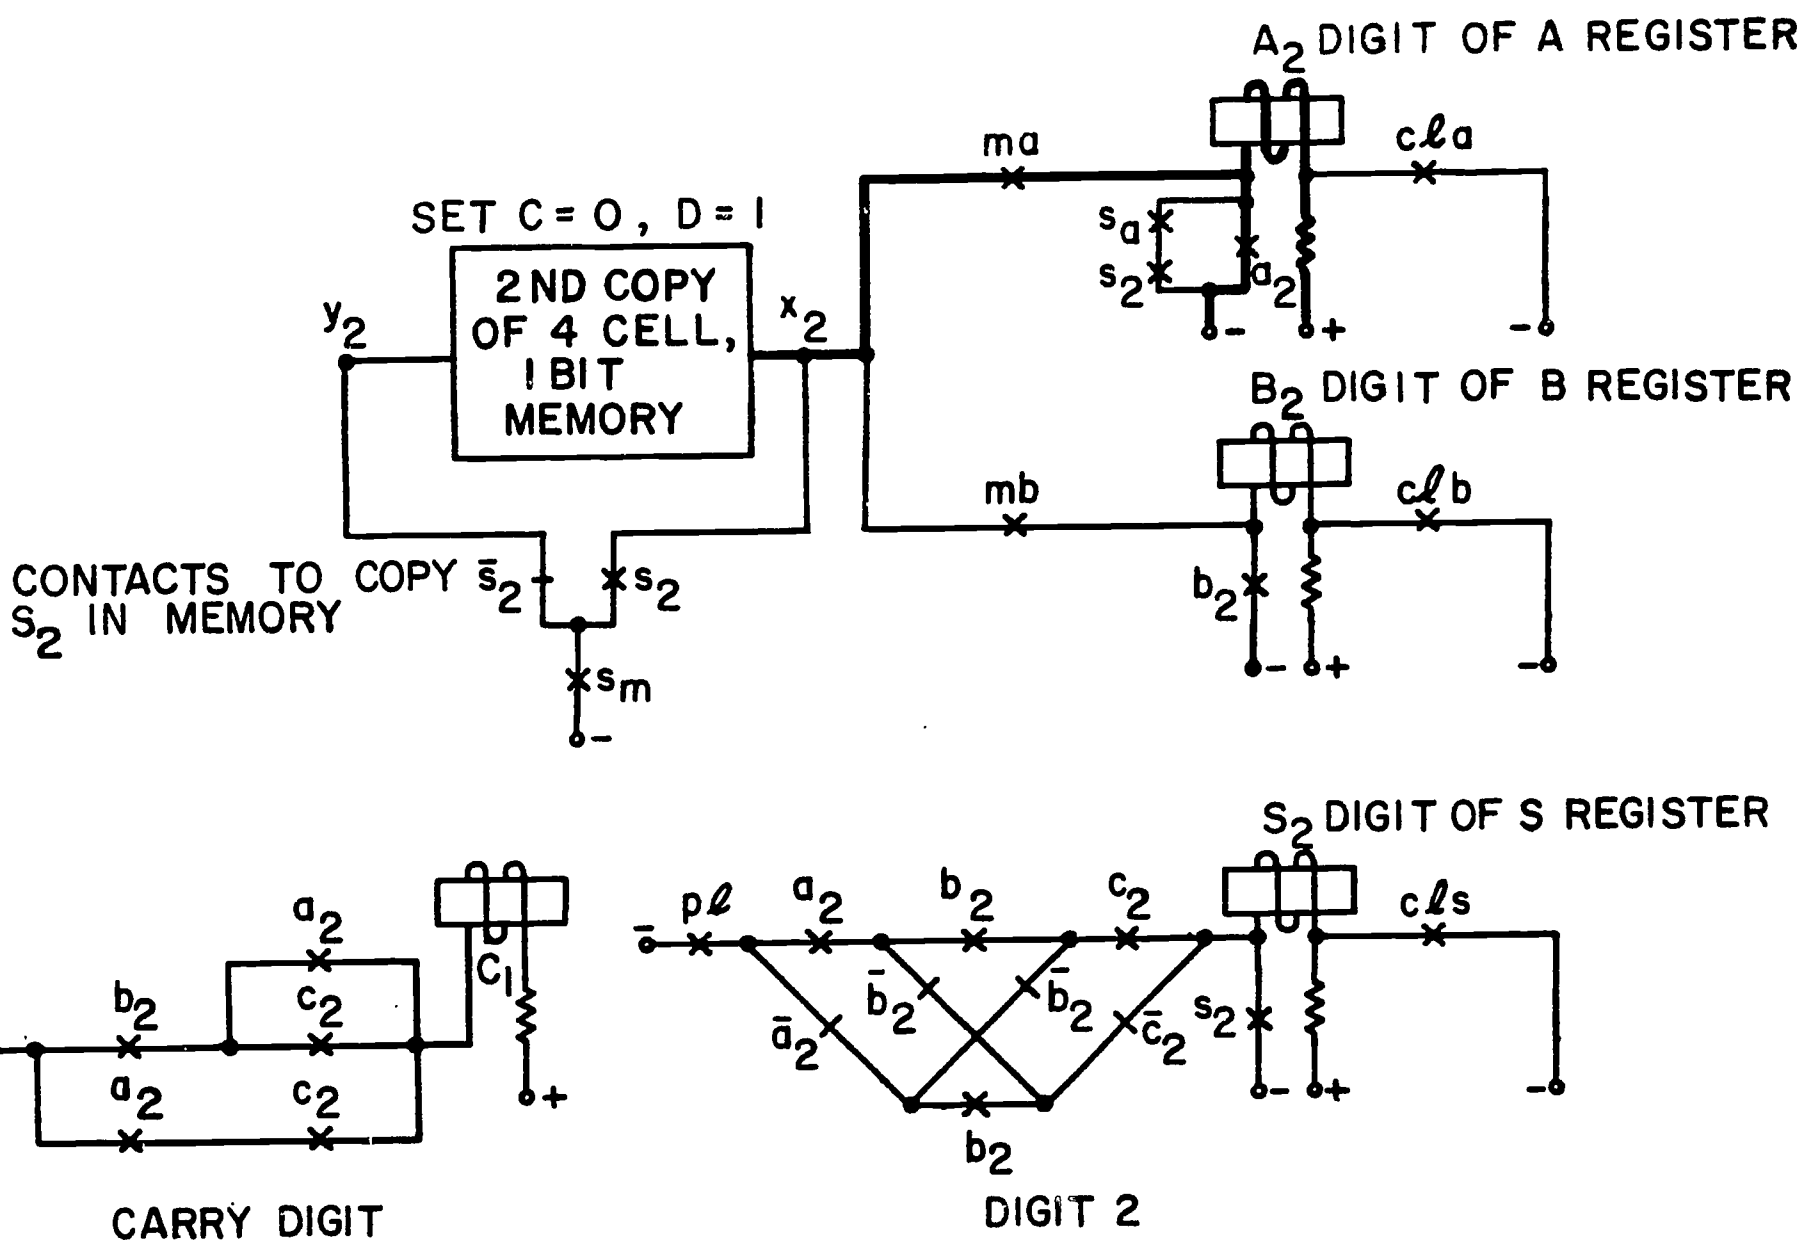 A2 DIGIT OF A REGISTER
ma
cla
SET C = 0, D = 1
sa
s2
a2
2ND COPY
OF 4 CELL,
1 BIT
MEMORY
y2
x2
- + -
B2 DIGIT OF B REGISTER
mb
clb
b2
- + -
CONTACTS TO COPY
S2 IN MEMORY
s̄2
s2
sm
-
S2 DIGIT OF S REGISTER
a2
c2
b2
a2
c2
C1
+
CARRY DIGIT
-
pl
a2
b2
c2
cls
b̄2
b̄2
ā2
c̄2
s2
b2
- + -
DIGIT 2